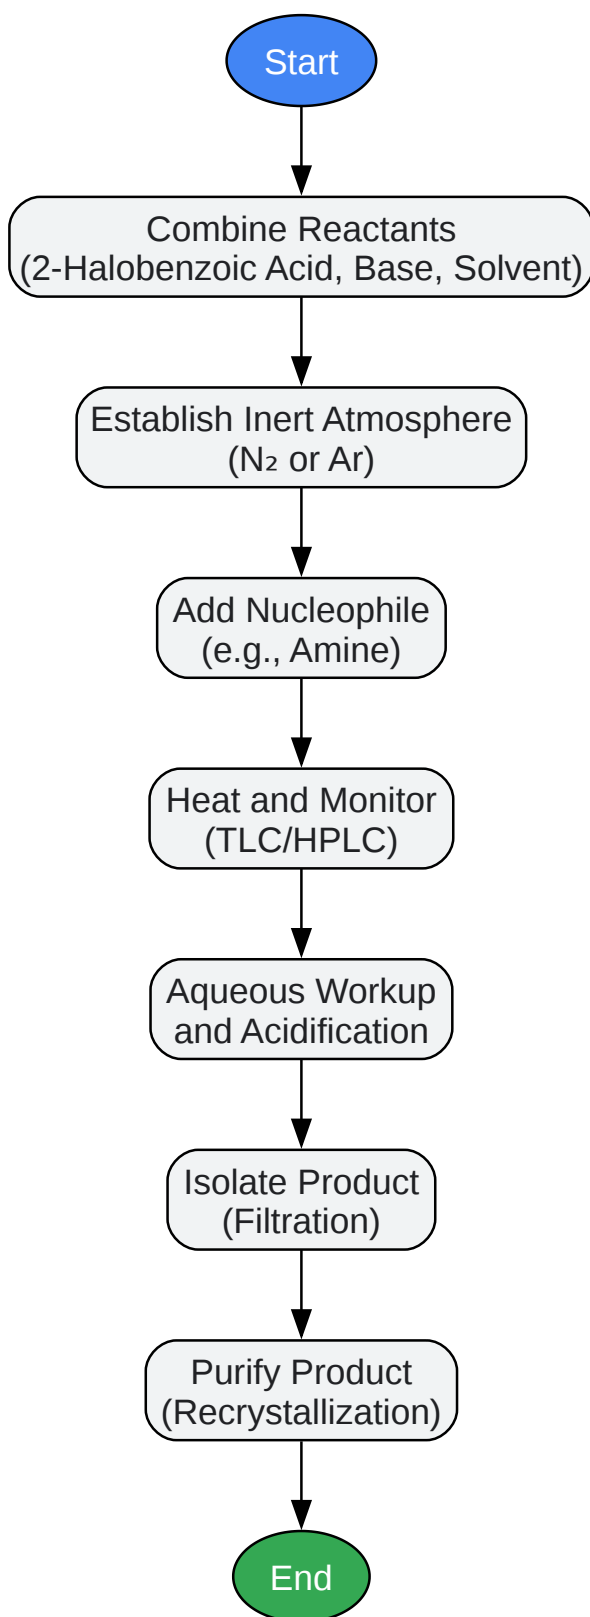 Start
Combine Reactants
(2-Halobenzoic Acid, Base, Solvent)
Establish Inert Atmosphere
(N₂ or Ar)
Add Nucleophile
(e.g., Amine)
Heat and Monitor
(TLC/HPLC)
Aqueous Workup
and Acidification
Isolate Product
(Filtration)
Purify Product
(Recrystallization)
End